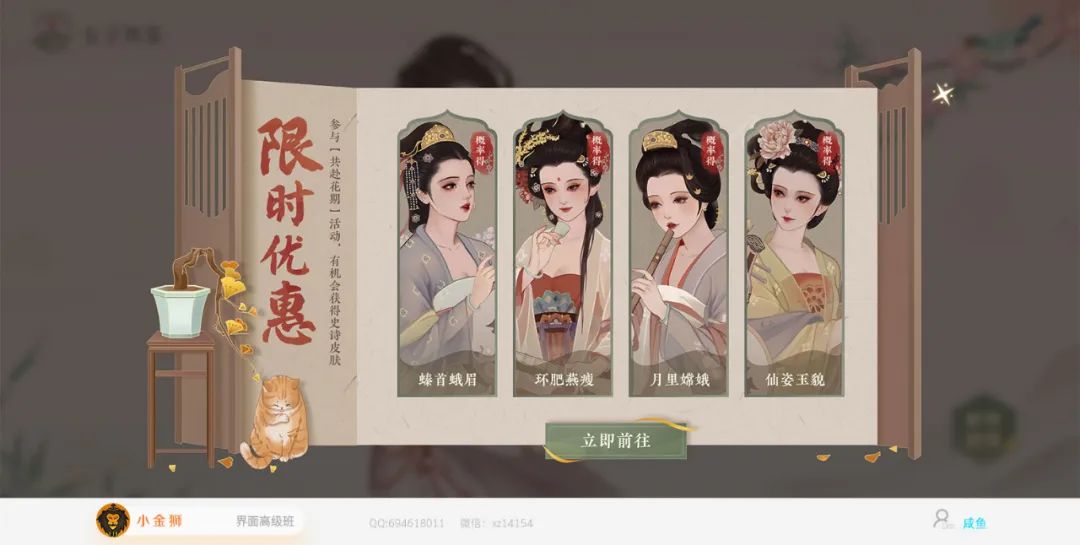 限时优惠
参与【共赴花期】活动，有机会获得史诗皮肤
概率得
概率得
概率得
概率得
螓首蛾眉
环肥燕瘦
月里嫦娥
仙姿玉貌
立即前往
小金狮
界面高级班
QQ:694618011
微信：xz14154
咸鱼